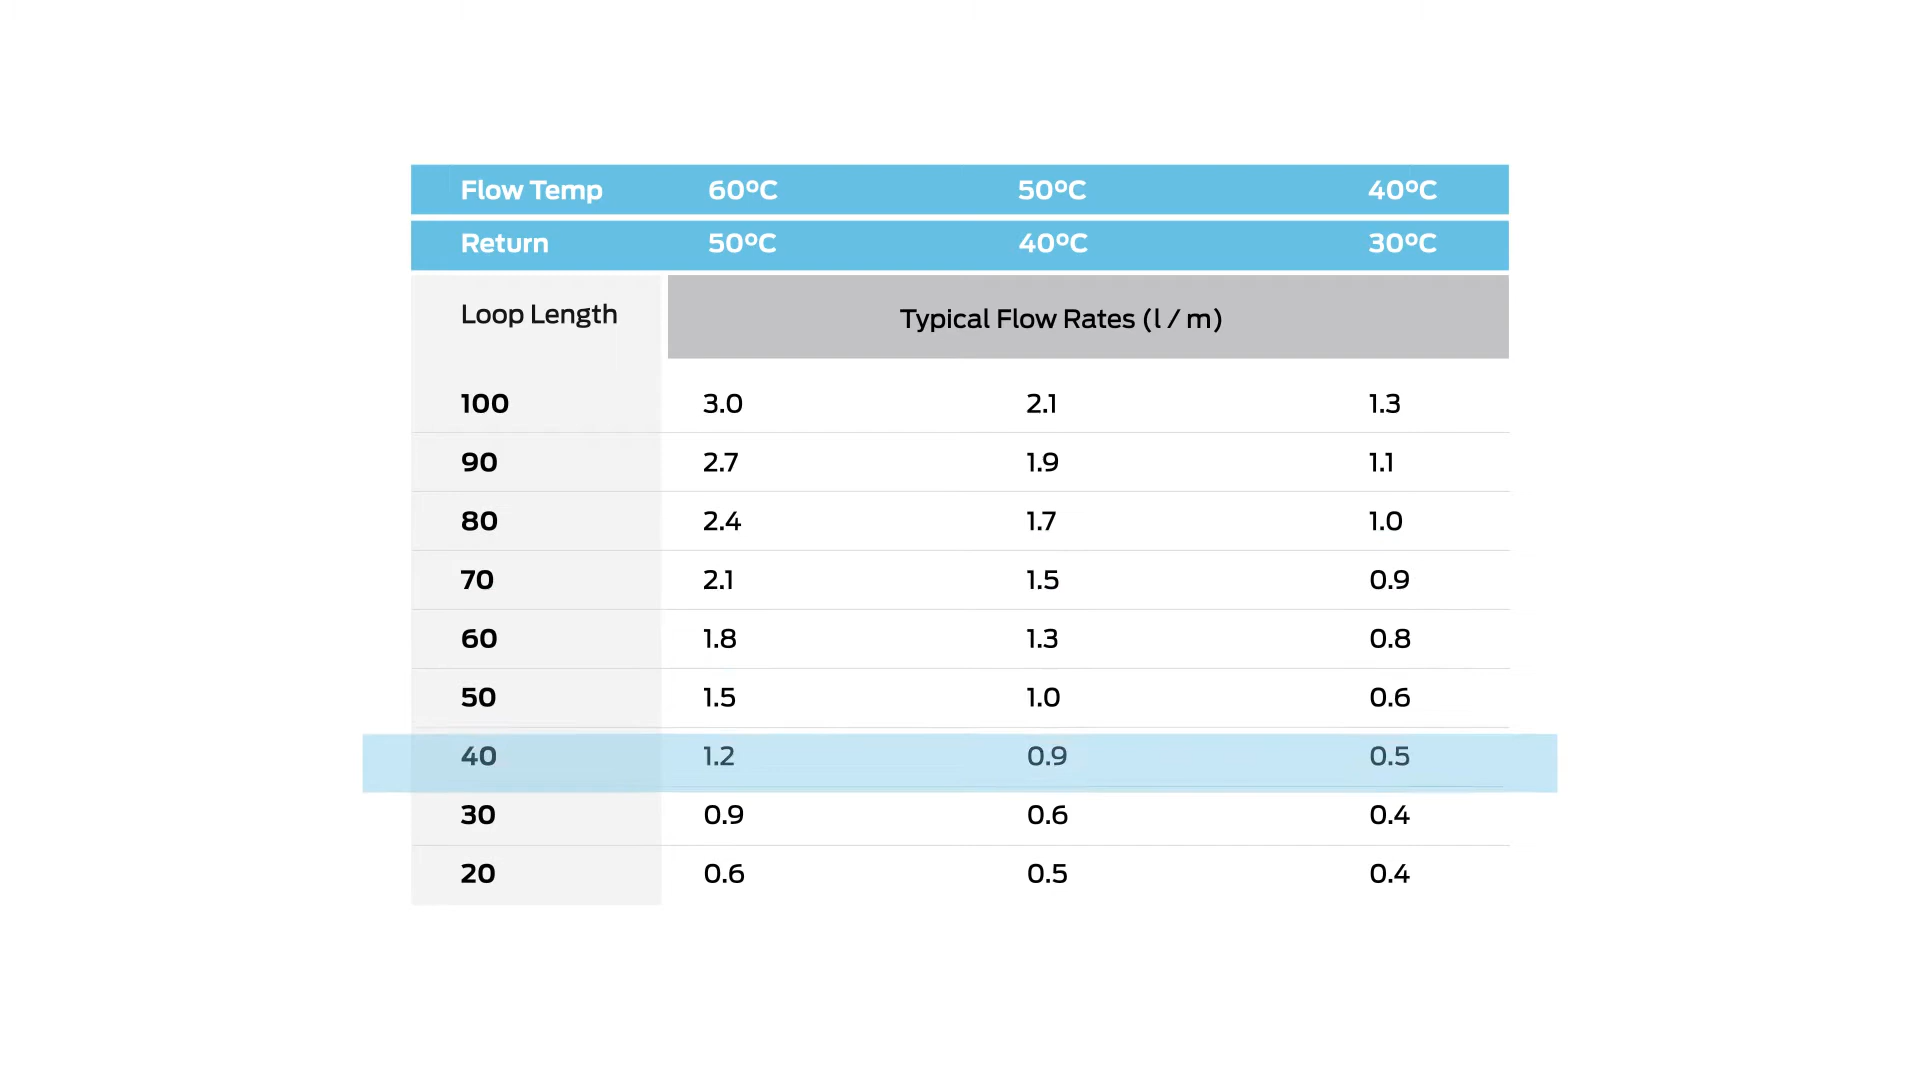 Flow Temp 60ºC 50ºC 40ºC
Return 50ºC 40ºC 30ºC
Loop Length Typical Flow Rates (l / m)
100 3.0 2.1 1.3
90 2.7 1.9 1.1
80 2.4 1.7 1.0
70 2.1 1.5 0.9
60 1.8 1.3 0.8
50 1.5 1.0 0.6
40 1.2 0.9 0.5
30 0.9 0.6 0.4
20 0.6 0.5 0.4